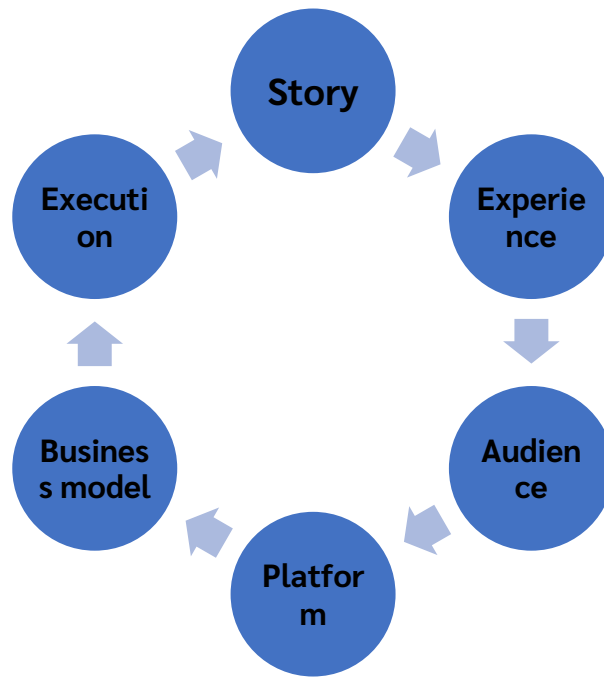 Story
Experie
nce
Audien
ce
Platfor
m
Busines
s model
Executi
on